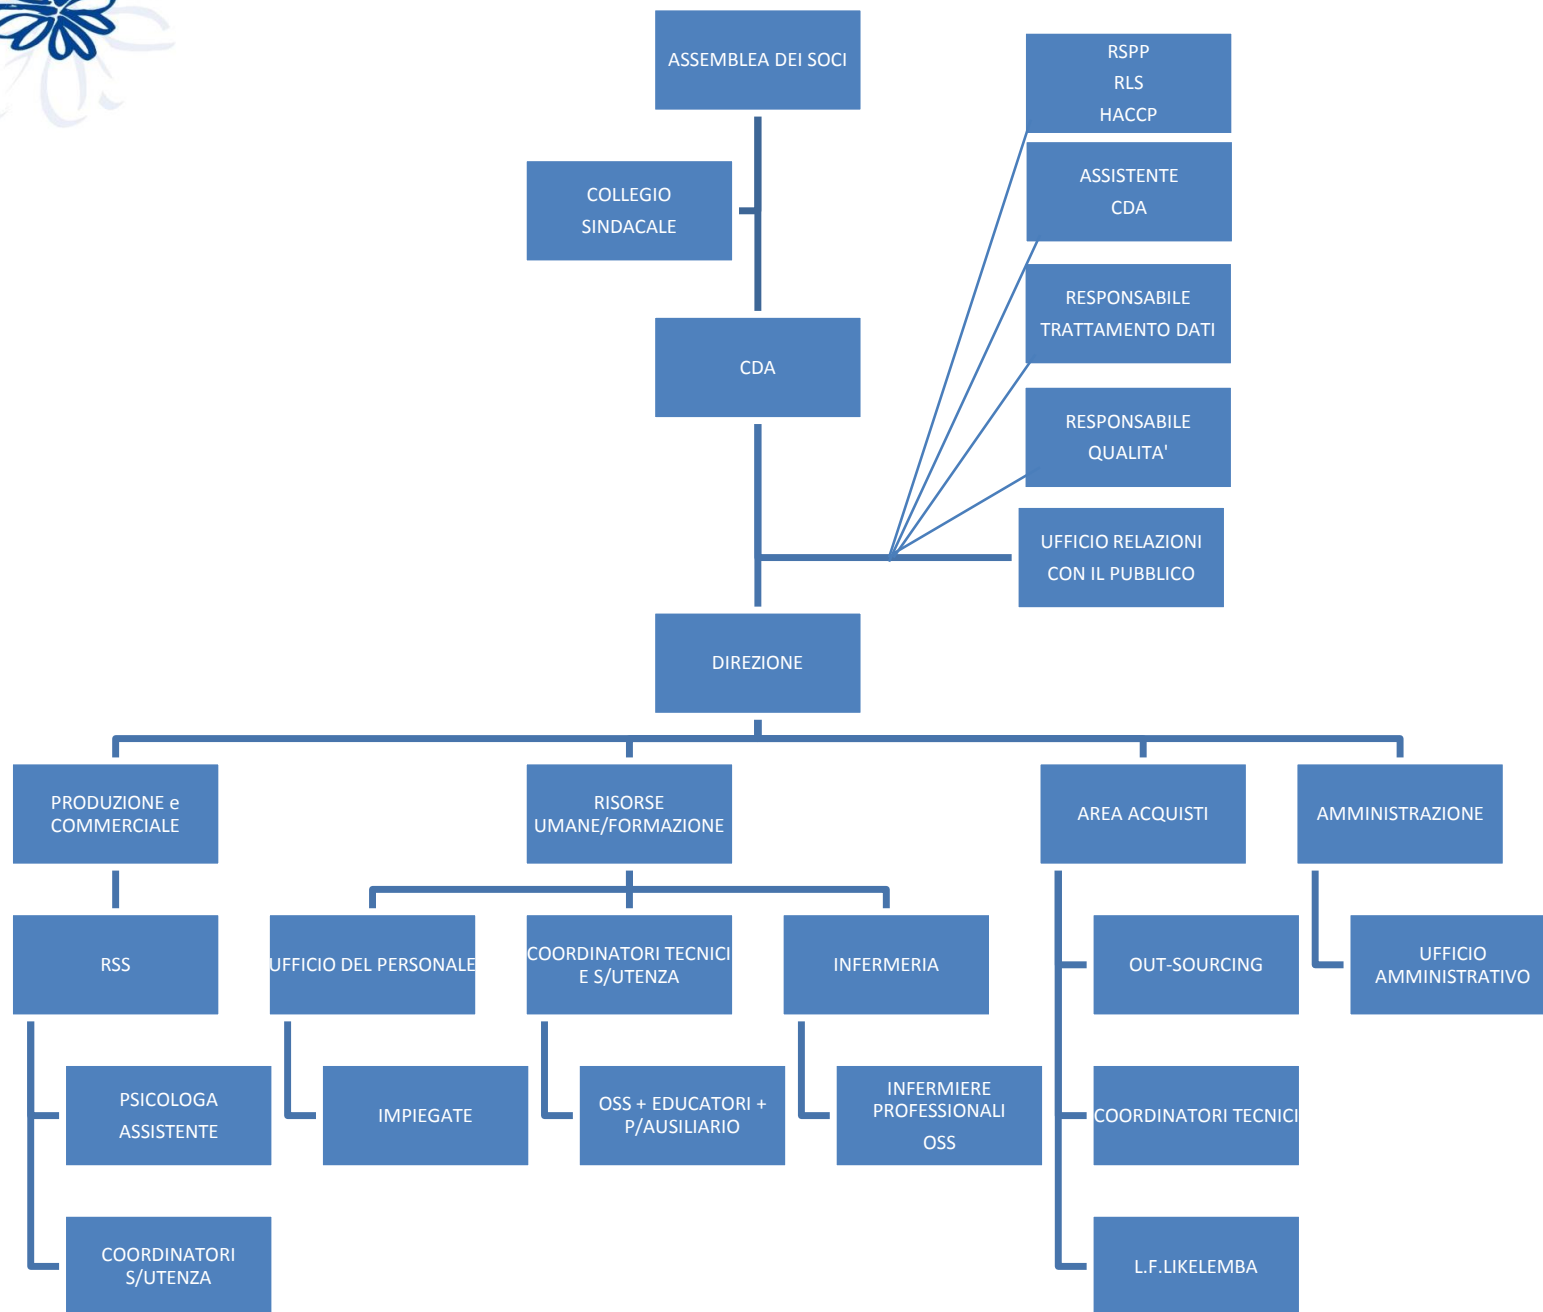 ASSEMBLEA DEI SOCI
RSPP
RLS
HACCP
COLLEGIO
SINDACALE
ASSISTENTE
CDA
RESPONSABILE
TRATTAMENTO DATI
CDA
RESPONSABILE
QUALITA'
UFFICIO RELAZIONI
CON IL PUBBLICO
DIREZIONE
PRODUZIONE e
COMMERCIALE
RISORSE
UMANE/FORMAZIONE
AREA ACQUISTI
AMMINISTRAZIONE
RSS
UFFICIO DEL PERSONALE
COORDINATORI TECNICI
E S/UTENZA
INFERMERIA
OUT-SOURCING
UFFICIO
AMMINISTRATIVO
PSICOLOGA
ASSISTENTE
IMPIEGATE
OSS + EDUCATORI +
P/AUSILIARIO
INFERMIERE
PROFESSIONALI
OSS
COORDINATORI TECNICI
COORDINATORI
S/UTENZA
L.F.LIKELEMBA